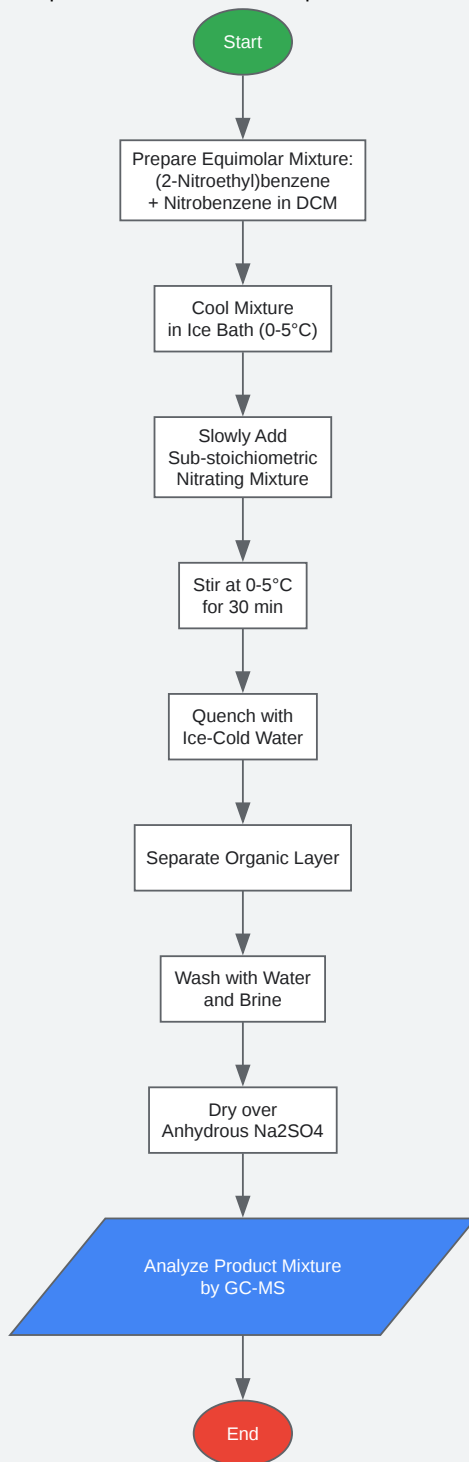 Start
Prepare Equimolar Mixture:
(2-Nitroethyl)benzene
+ Nitrobenzene in DCM
Cool Mixture
in Ice Bath (0-5°C)
Slowly Add
Sub-stoichiometric
Nitrating Mixture
Stir at 0-5°C
for 30 min
Quench with
Ice-Cold Water
Separate Organic Layer
Wash with Water
and Brine
Dry over
Anhydrous Na2SO4
Analyze Product Mixture
by GC-MS
End